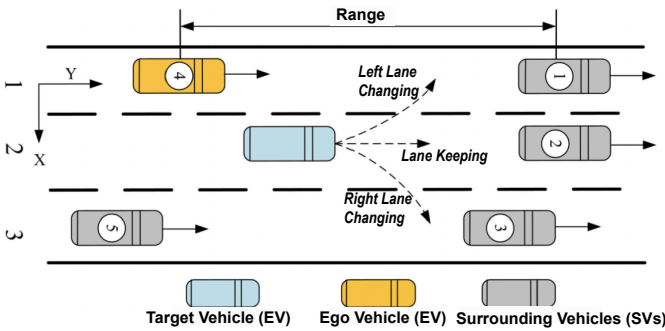 Range
1
Y
4
Left Lane
Changing
1
2
X
2
Lane Keeping
Right Lane
Changing
3
5
3
Target Vehicle (EV)
Ego Vehicle (EV)
Surrounding Vehicles (SVs)